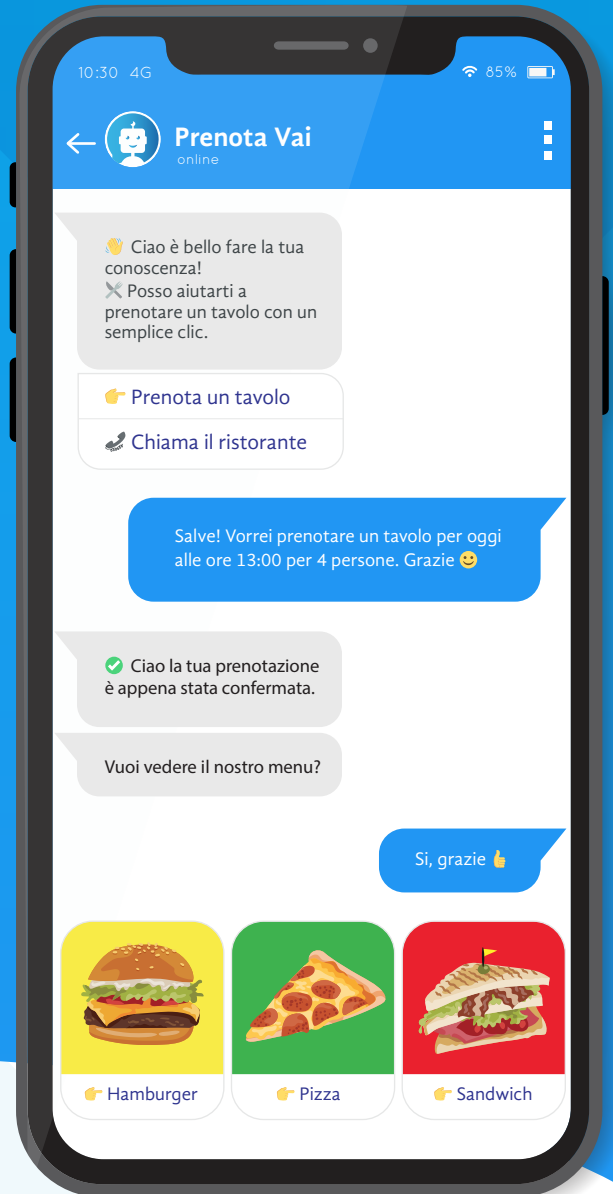 10:30 4G
85%
Prenota Vai
online
👋 Ciao è bello fare la tua
conoscenza!
Posso aiutarti a
prenotare un tavolo con un
semplice clic.
👉 Prenota un tavolo
Chiama il ristorante
Salve! Vorrei prenotare un tavolo per oggi
alle ore 13:00 per 4 persone. Grazie 🙂
✅ Ciao la tua prenotazione
è appena stata confermata.
Vuoi vedere il nostro menu?
Si, grazie 👍
👉 Hamburger
👉 Pizza
👉 Sandwich